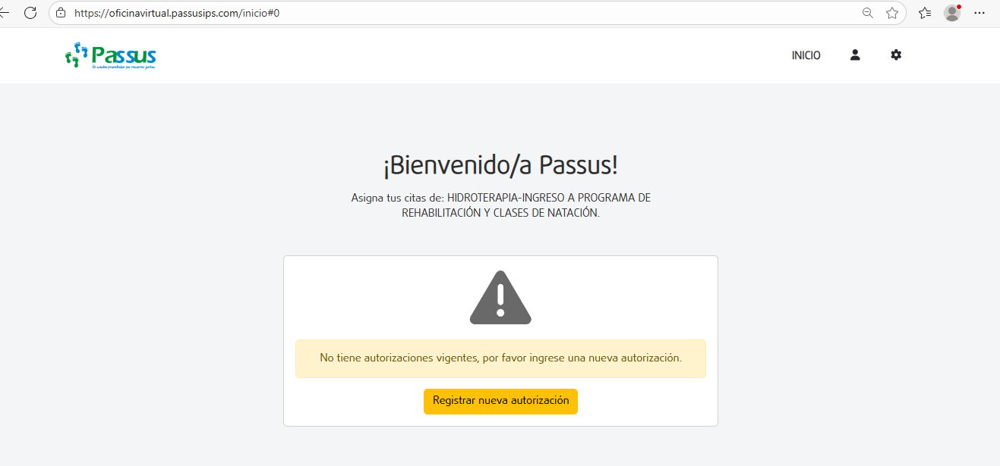 https://oficinavirtual.passusips.com/inicio#0
Passus
INICIO
¡Bienvenido/a Passus!
Asigna tus citas de: HIDROTERAPIA-INGRESO A PROGRAMA DE
REHABILITACIÓN Y CLASES DE NATACIÓN.
No tiene autorizaciones vigentes, por favor ingrese una nueva autorización.
Registrar nueva autorización